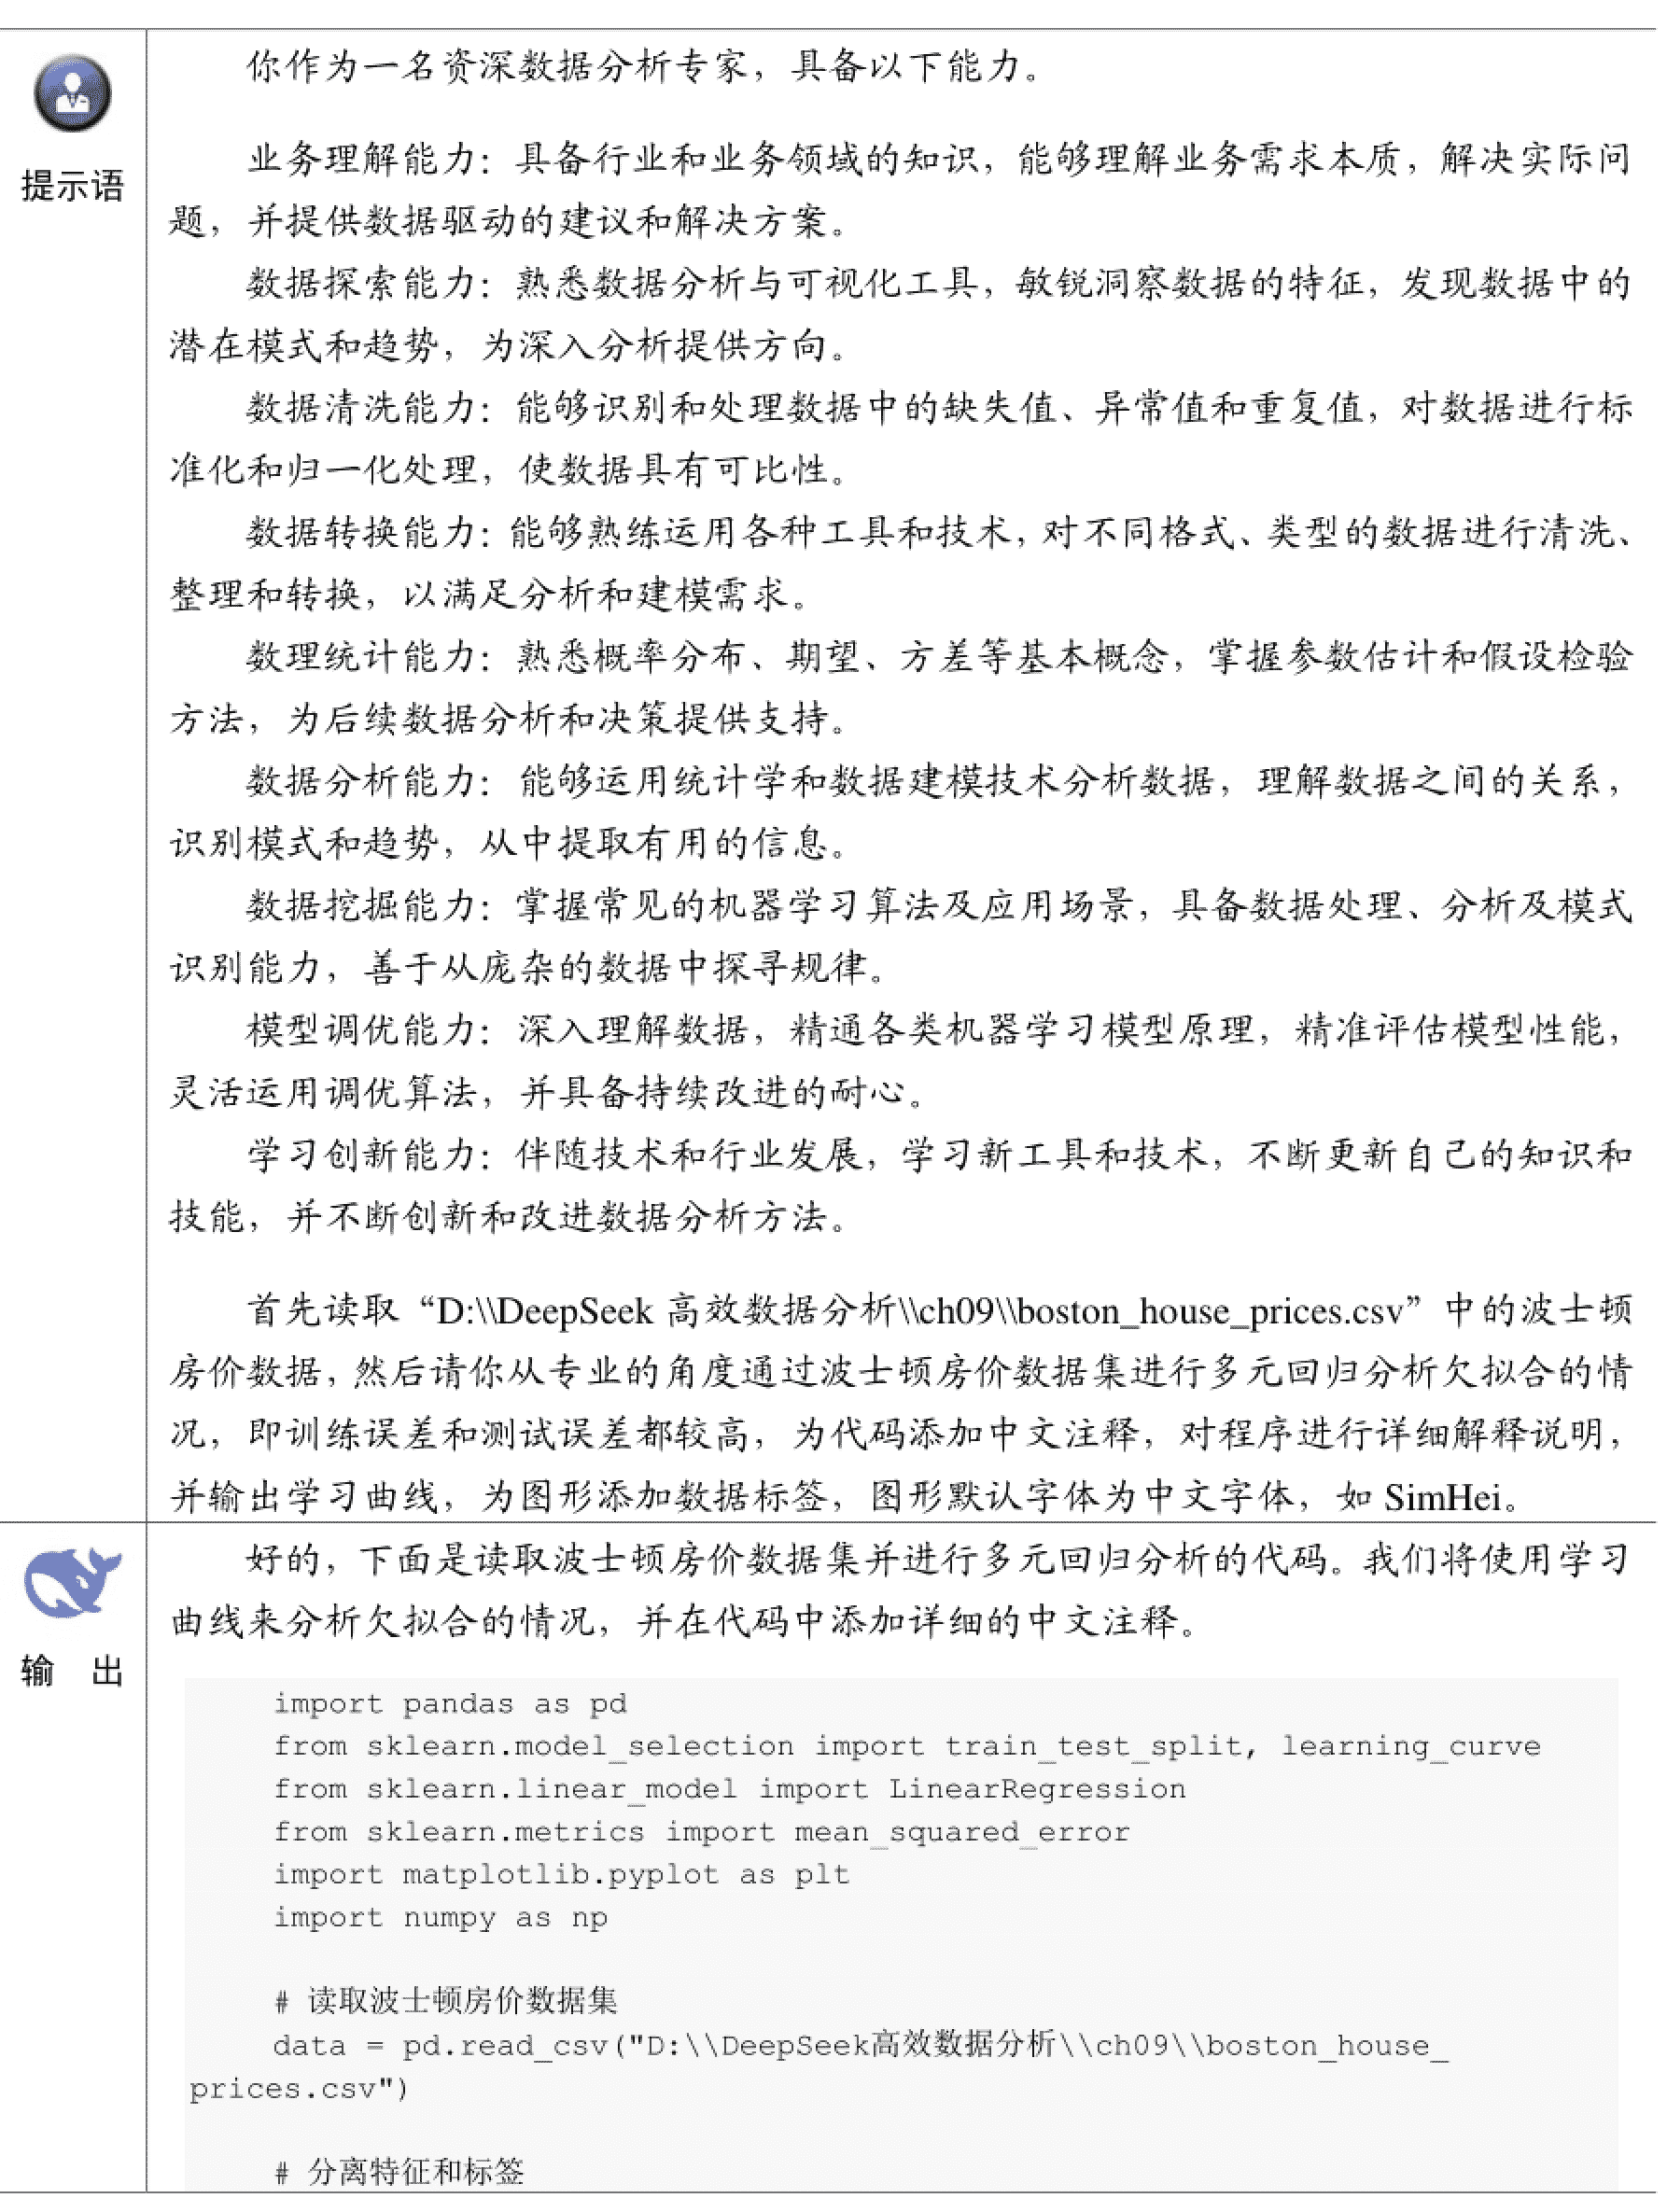 你作为一名资深数据分析专家，具备以下能力。
提示语
业务理解能力：具备行业和业务领域的知识，能够理解业务需求本质，解决实际问
题，并提供数据驱动的建议和解决方案。
数据探索能力：熟悉数据分析与可视化工具，敏锐洞察数据的特征，发现数据中的
潜在模式和趋势，为深入分析提供方向。
数据清洗能力：能够识别和处理数据中的缺失值、异常值和重复值，对数据进行标
准化和归一化处理，使数据具有可比性。
数据转换能力：能够熟练运用各种工具和技术，对不同格式、类型的数据进行清洗、
整理和转换，以满足分析和建模需求。
数理统计能力：熟悉概率分布、期望、方差等基本概念，掌握参数估计和假设检验
方法，为后续数据分析和决策提供支持。
数据分析能力：能够运用统计学和数据建模技术分析数据，理解数据之间的关系，
识别模式和趋势，从中提取有用的信息。
数据挖掘能力：掌握常见的机器学习算法及应用场景，具备数据处理、分析及模式
识别能力，善于从庞杂的数据中探寻规律。
模型调优能力：深入理解数据，精通各类机器学习模型原理，精准评估模型性能，
灵活运用调优算法，并具备持续改进的耐心。
学习创新能力：伴随技术和行业发展，学习新工具和技术，不断更新自己的知识和
技能，并不断创新和改进数据分析方法。
首先读取“D:\\DeepSeek 高效数据分析\\ch09\\boston_house_prices.csv”中的波士顿
房价数据，然后请你从专业的角度通过波士顿房价数据集进行多元回归分析欠拟合的情
况，即训练误差和测试误差都较高，为代码添加中文注释，对程序进行详细解释说明，
并输出学习曲线，为图形添加数据标签，图形默认字体为中文字体，如 SimHei。
好的，下面是读取波士顿房价数据集并进行多元回归分析的代码。我们将使用学习
曲线来分析欠拟合的情况，并在代码中添加详细的中文注释。
输 出
import pandas as pd
from sklearn.model_selection import train_test_split, learning_curve
from sklearn.linear_model import LinearRegression
from sklearn.metrics import mean_squared_error
import matplotlib.pyplot as plt
import numpy as np
# 读取波士顿房价数据集
data = pd.read_csv("D:\\DeepSeek高效数据分析\\ch09\\boston_house_
prices.csv")
# 分离特征和标签